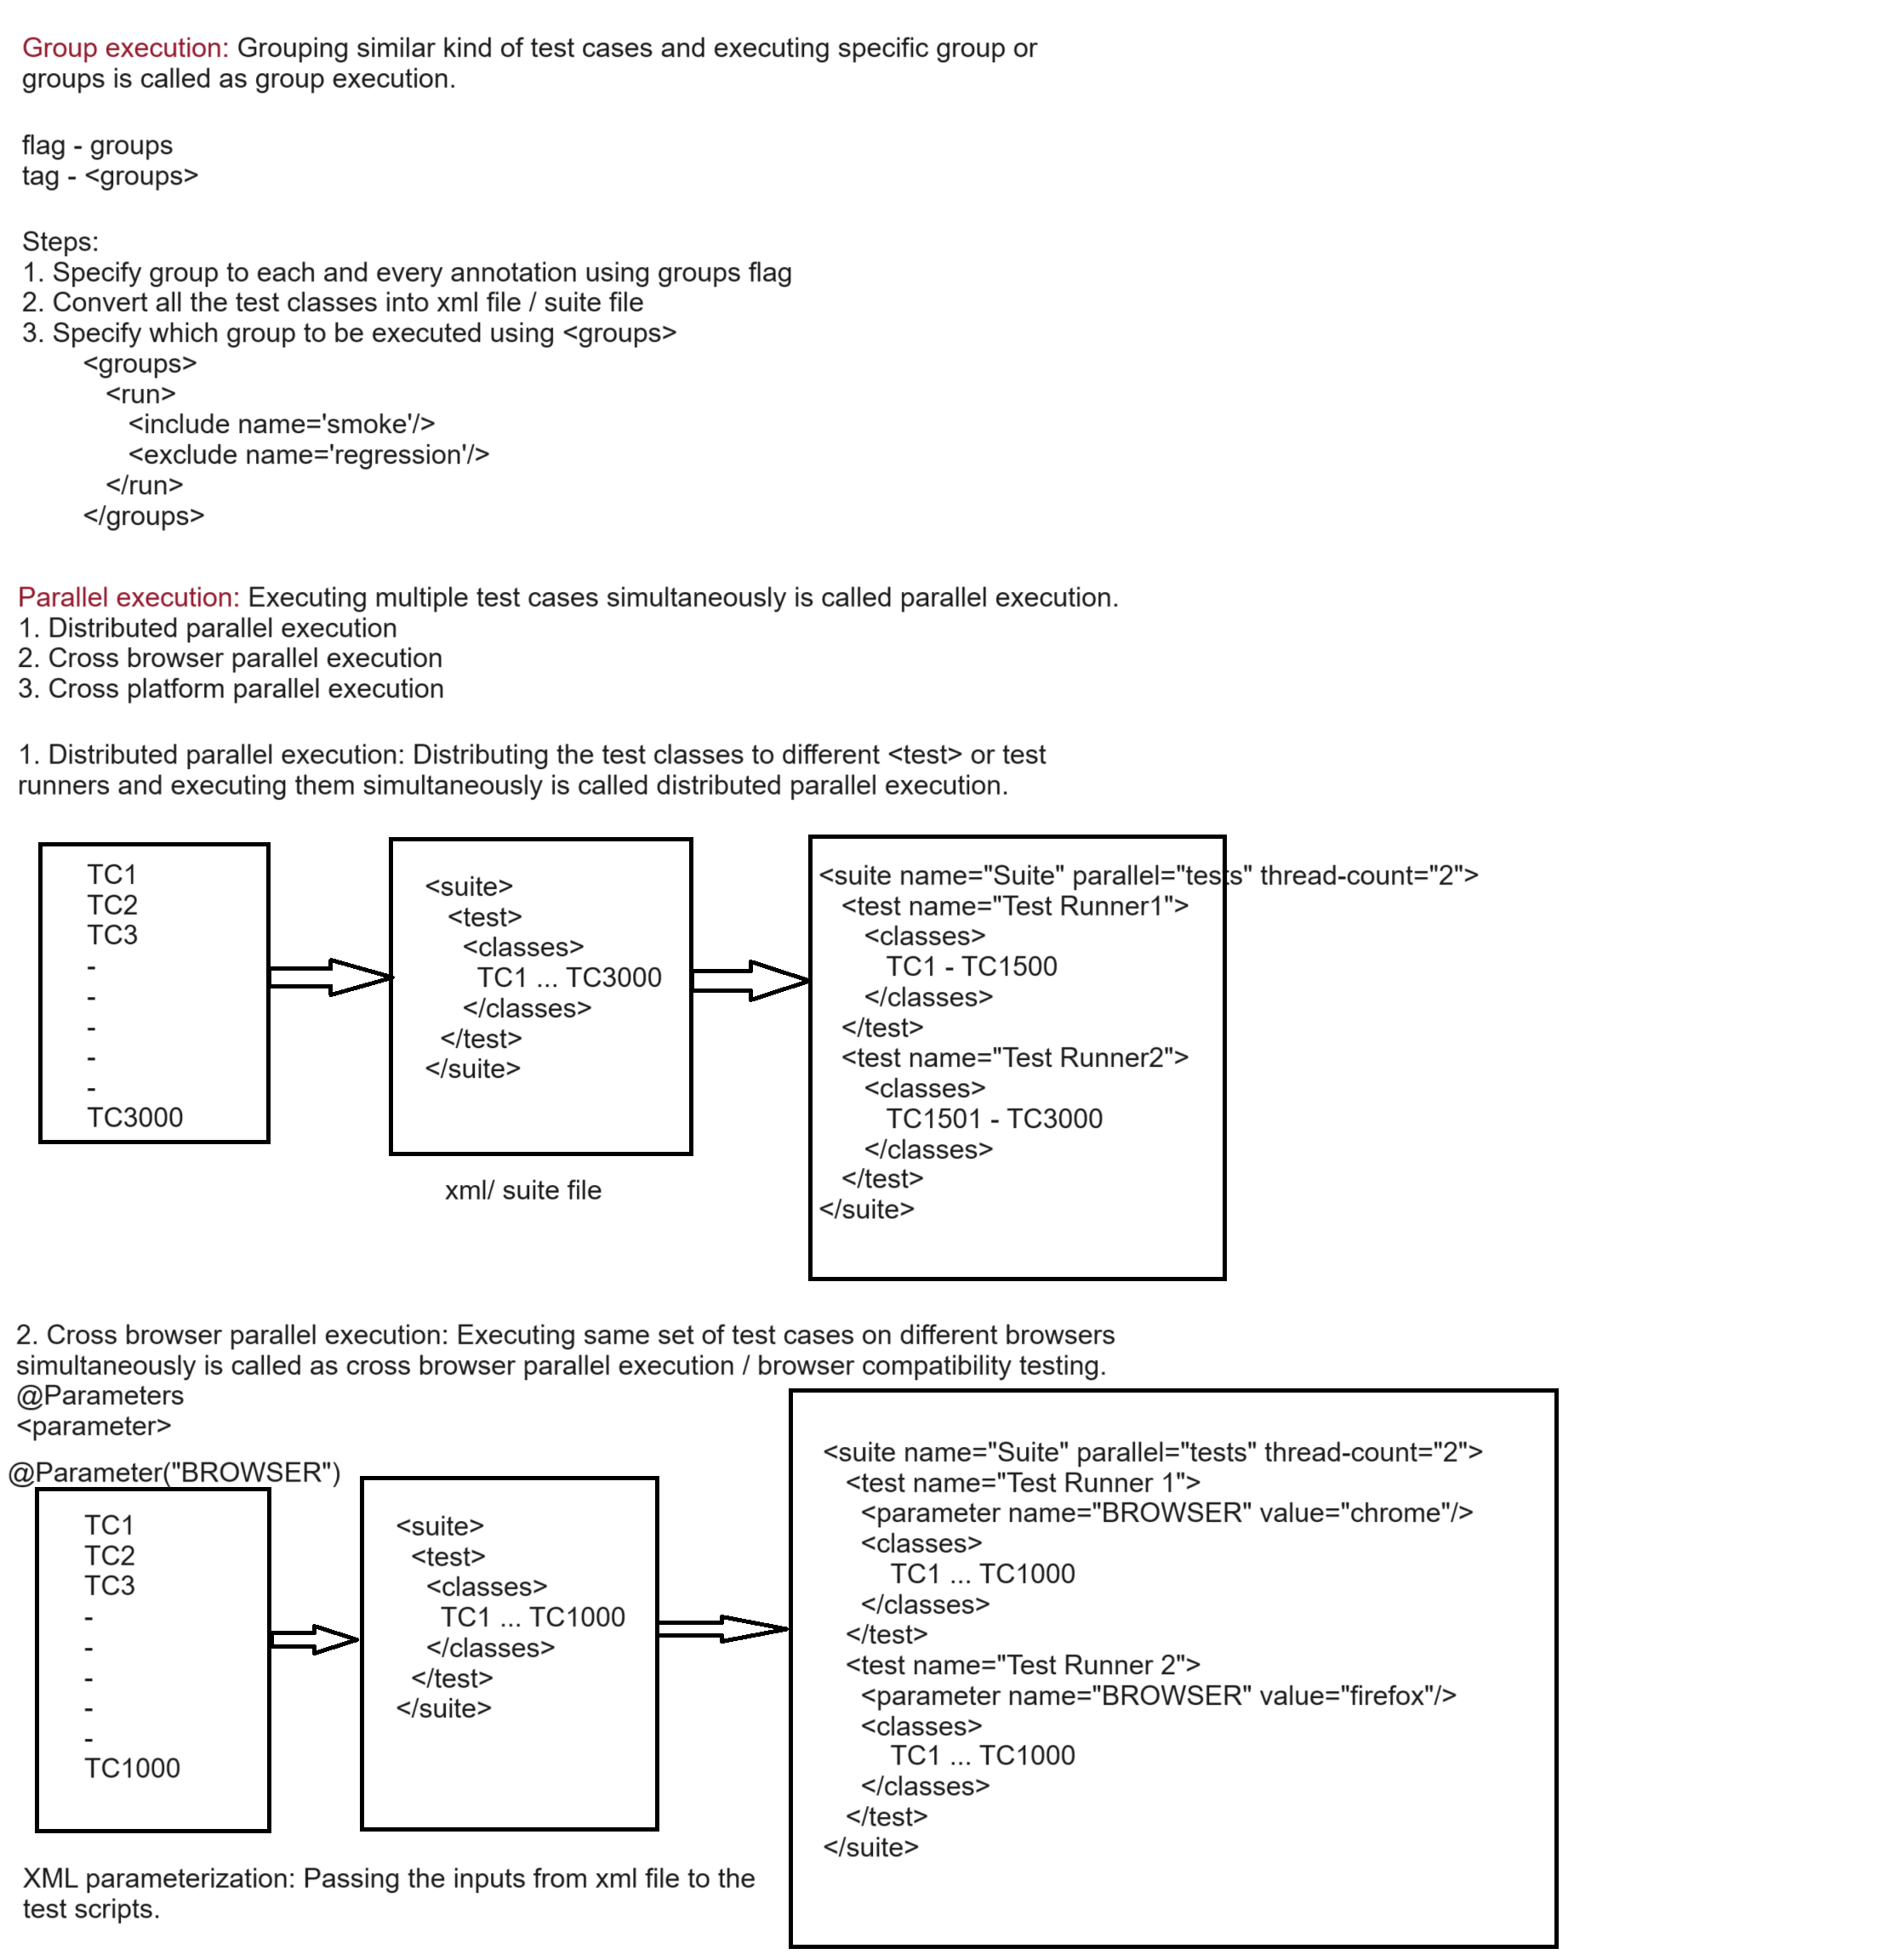 Group execution: Grouping similar kind of test cases and executing specific group or
groups is called as group execution.
flag - groups
tag - <groups>
Steps:
1. Specify group to each and every annotation using groups flag
2. Convert all the test classes into xml file / suite file
3. Specify which group to be executed using <groups>
<groups>
<run>
<include name='smoke'/>
<exclude name='regression'/>
</run>
</groups>
Parallel execution: Executing multiple test cases simultaneously is called parallel execution.
1. Distributed parallel execution
2. Cross browser parallel execution
3. Cross platform parallel execution
1. Distributed parallel execution: Distributing the test classes to different <test> or test
runners and executing them simultaneously is called distributed parallel execution.
TC1
TC2
TC3
-
-
-
-
-
TC3000
<suite>
<test>
<classes>
TC1 ... TC3000
</classes>
</test>
</suite>
xml/ suite file
<suite name="Suite" parallel="tests" thread-count="2">
<test name="Test Runner1">
<classes>
TC1 - TC1500
</classes>
</test>
<test name="Test Runner2">
<classes>
TC1501 - TC3000
</classes>
</test>
</suite>
2. Cross browser parallel execution: Executing same set of test cases on different browsers
simultaneously is called as cross browser parallel execution / browser compatibility testing.
@Parameters
<parameter>
@Parameter("BROWSER")
TC1
TC2
TC3
-
-
-
-
-
TC1000
<suite>
<test>
<classes>
TC1 ... TC1000
</classes>
</test>
</suite>
<suite name="Suite" parallel="tests" thread-count="2">
<test name="Test Runner 1">
<parameter name="BROWSER" value="chrome"/>
<classes>
TC1 ... TC1000
</classes>
</test>
<test name="Test Runner 2">
<parameter name="BROWSER" value="firefox"/>
<classes>
TC1 ... TC1000
</classes>
</test>
</suite>
XML parameterization: Passing the inputs from xml file to the
test scripts.